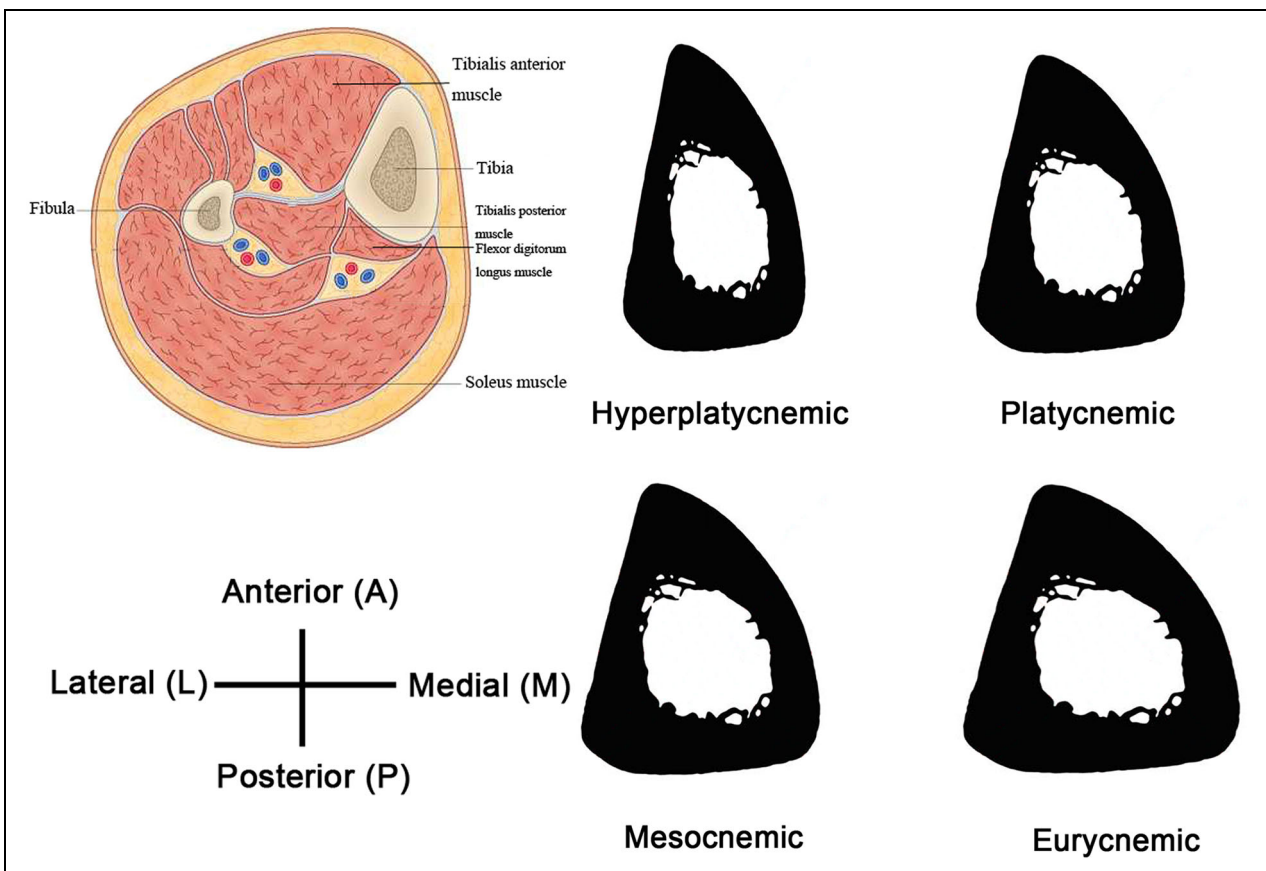 Tibialis anterior
muscle
Tibia
Fibula
Tibialis posterior
muscle
Flexor digitorum
longus muscle
Soleus muscle
Hyperplatycnemic
Platycnemic
Anterior (A)
Lateral (L)
Medial (M)
Posterior (P)
Mesocnemic
Eurycnemic